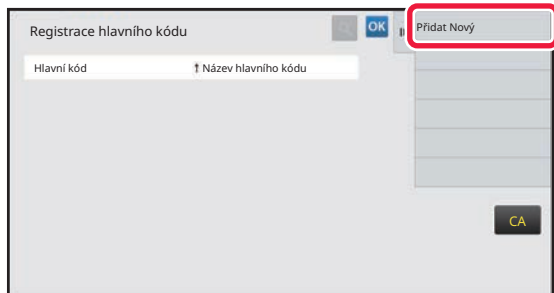 Registrace hlavního kódu
OK
Přidat Nový
Hlavní kód
Název hlavního kódu
CA